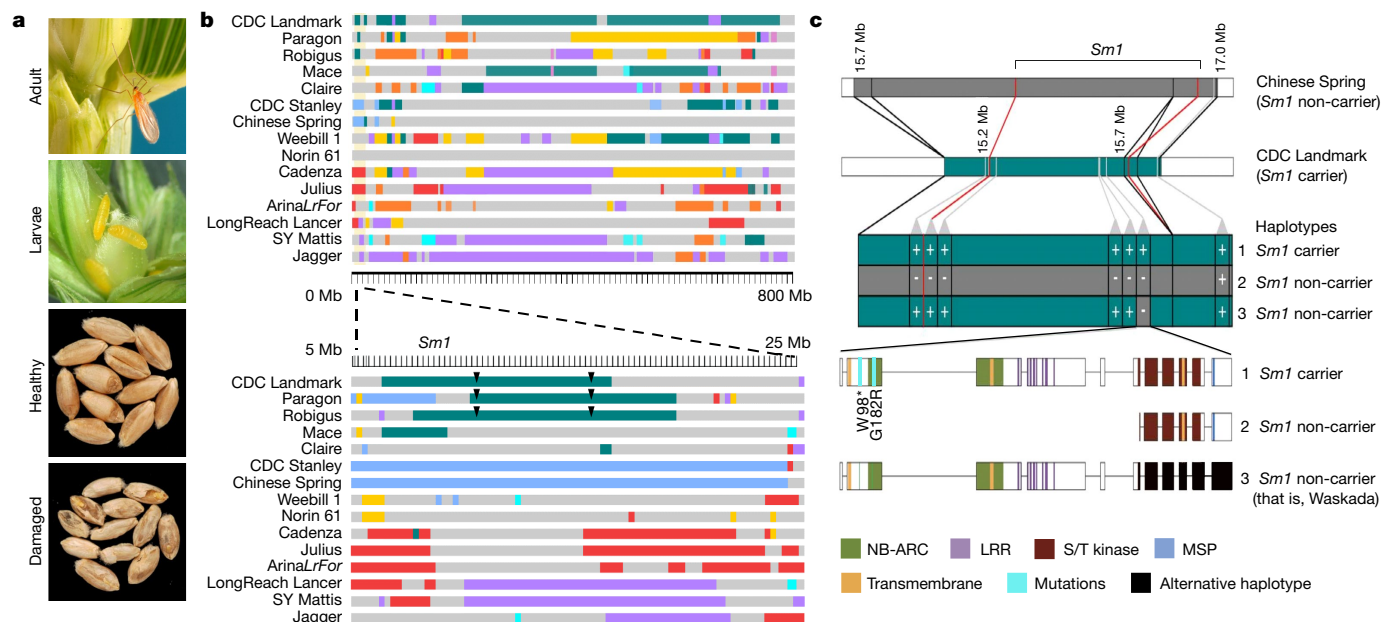 a
Adult
Larvae
Healthy
Damaged
b
CDC Landmark
Paragon
Robigus
Mace
Claire
CDC Stanley
Chinese Spring
Weebill 1
Norin 61
Cadenza
Julius
ArinaLrFor
LongReach Lancer
SY Mattis
Jagger
0 Mb
800 Mb
5 Mb
Sm1
25 Mb
CDC Landmark
Paragon
Robigus
Mace
Claire
CDC Stanley
Chinese Spring
Weebill 1
Norin 61
Cadenza
Julius
ArinaLrFor
LongReach Lancer
SY Mattis
Jagger
c
15.7 Mb
Sm1
17.0 Mb
Chinese Spring
(Sm1 non-carrier)
15.2 Mb
15.7 Mb
CDC Landmark
(Sm1 carrier)
Haplotypes
+ + + + + + + 1 Sm1 carrier
- - - - - - + 2 Sm1 non-carrier
+ + + + + - + 3 Sm1 non-carrier
1 Sm1 carrier
W98*
G182R
2 Sm1 non-carrier
3 Sm1 non-carrier
(that is, Waskada)
NB-ARC
LRR
S/T kinase
MSP
Transmembrane
Mutations
Alternative haplotype